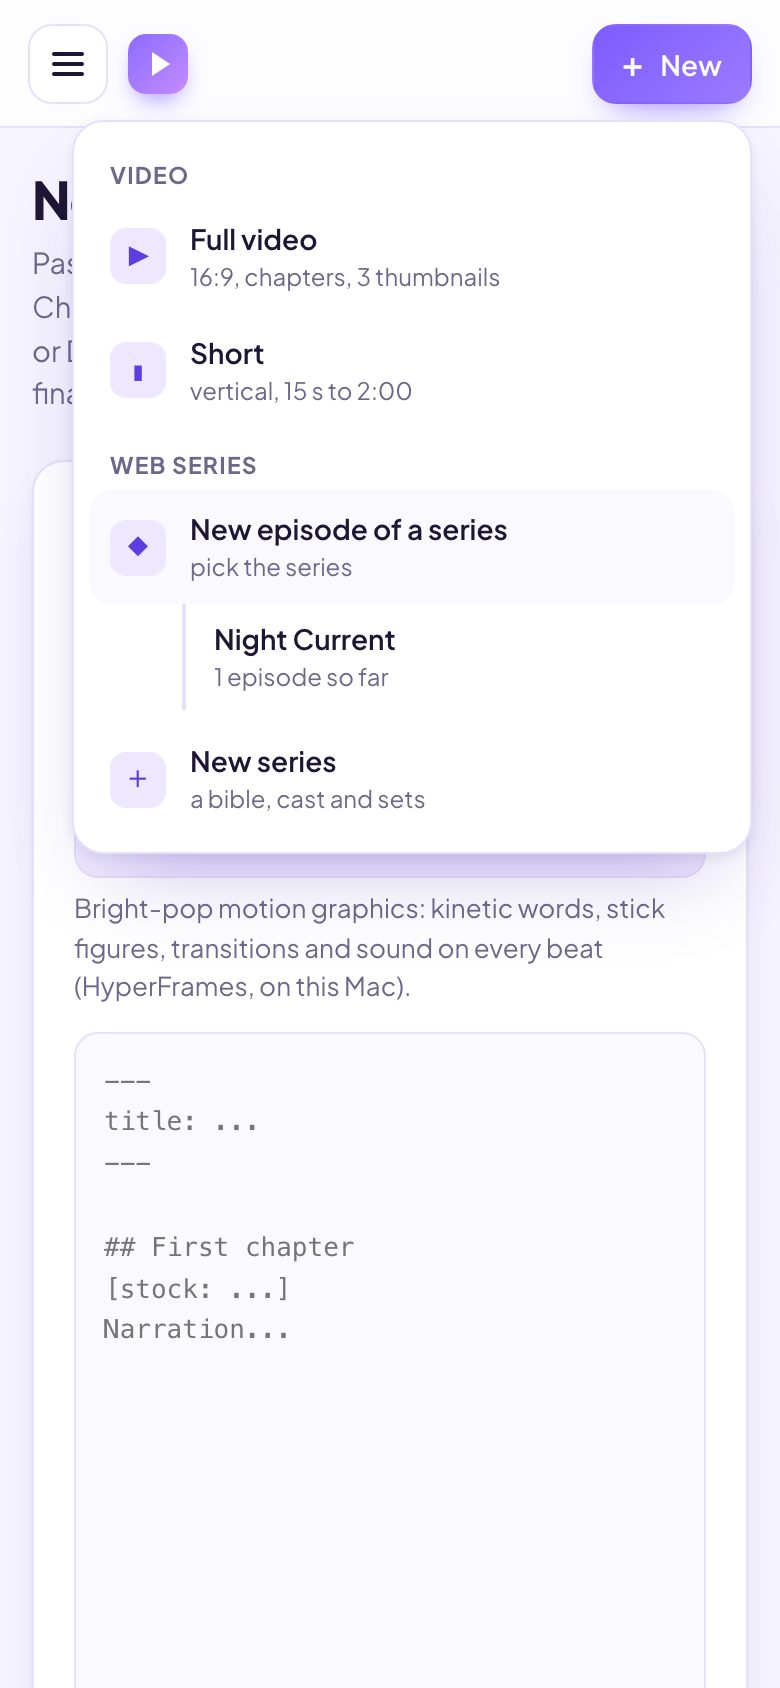 + New
VIDEO
Full video
16:9, chapters, 3 thumbnails
Short
vertical, 15 s to 2:00
WEB SERIES
New episode of a series
pick the series
Night Current
1 episode so far
New series
a bible, cast and sets
Bright-pop motion graphics: kinetic words, stick
figures, transitions and sound on every beat
(HyperFrames, on this Mac).
---
title: ...
---
## First chapter
[stock: ...]
Narration...